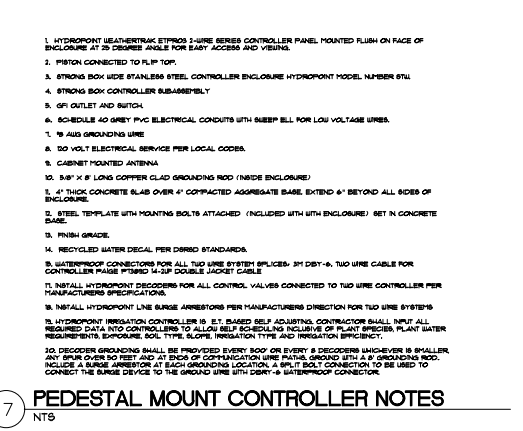 1. HYDROPOINT WEATHERTRAK ETPRO3 2-WIRE SERIES CONTROLLER PANEL MOUNTED FLUSH ON FACE OF
ENCLOSURE AT 25 DEGREE ANGLE FOR EASY ACCESS AND VIEWING.
2. PISTON CONNECTED TO FLIP TOP.
3. STRONG BOX WIDE STAINLESS STEEL CONTROLLER ENCLOSURE HYDROPOINT MODEL NUMBER STW.
4. STRONG BOX CONTROLLER SUBASSEMBLY
5. GFI OUTLET AND SWITCH.
6. SCHEDULE 40 GREY PVC ELECTRICAL CONDUITS WITH SWEEP ELL FOR LOW VOLTAGE WIRES.
7. #5 AWG GROUNDING WIRE
8. 120 VOLT ELECTRICAL SERVICE PER LOCAL CODES.
9. CABINET MOUNTED ANTENNA
10. 5/8" X 8' LONG COPPER CLAD GROUNDING ROD (INSIDE ENCLOSURE)
11. 4" THICK CONCRETE SLAB OVER 4" COMPACTED AGGREGATE BASE. EXTEND 6" BEYOND ALL SIDES OF
ENCLOSURE.
12. STEEL TEMPLATE WITH MOUNTING BOLTS ATTACHED (INCLUDED WITH WITH ENCLOSURE) SET IN CONCRETE
BASE.
13. FINISH GRADE.
14. RECYCLED WATER DECAL PER DSRSD STANDARDS.
15. WATERPROOF CONNECTORS FOR ALL TWO WIRE SYSTEM SPLICES: 3M DBY-6. TWO WIRE CABLE FOR
CONTROLLER PAIGE P7385D 14-2UF DOUBLE JACKET CABLE
17. INSTALL HYDROPOINT DECODERS FOR ALL CONTROL VALVES CONNECTED TO TWO WIRE CONTROLLER PER
MANUFACTURERS SPECIFICATIONS.
18. INSTALL HYDROPOINT LINE SURGE ARRESTORS PER MANUFACTURERS DIRECTION FOR TWO WIRE SYSTEMS
19. HYDROPOINT IRRIGATION CONTROLLER IS E.T. BASED SELF ADJUSTING. CONTRACTOR SHALL INPUT ALL
REQUIRED DATA INTO CONTROLLERS TO ALLOW SELF SCHEDULING INCLUSIVE OF PLANT SPECIES, PLANT WATER
REQUIREMENTS, EXPOSURE, SOIL TYPE, SLOPE, IRRIGATION TYPE AND IRRIGATION EFFICIENCY.
20. DECODER GROUNDING SHALL BE PROVIDED EVERY 500' OR EVERY 8 DECODERS WHICHEVER IS SMALLER,
ANY SPUR OVER 50 FEET AND AT ENDS OF COMMUNICATION WIRE PATHS. GROUND WITH A 8' GROUNDING ROD.
INCLUDE A SURGE ARRESTOR AT EACH GROUNDING LOCATION. A SPLIT BOLT CONNECTION TO BE USED TO
CONNECT THE SURGE DEVICE TO THE GROUND WIRE WITH DBRY-6 WATERPROOF CONNECTOR.
7 PEDESTAL MOUNT CONTROLLER NOTES
NTS